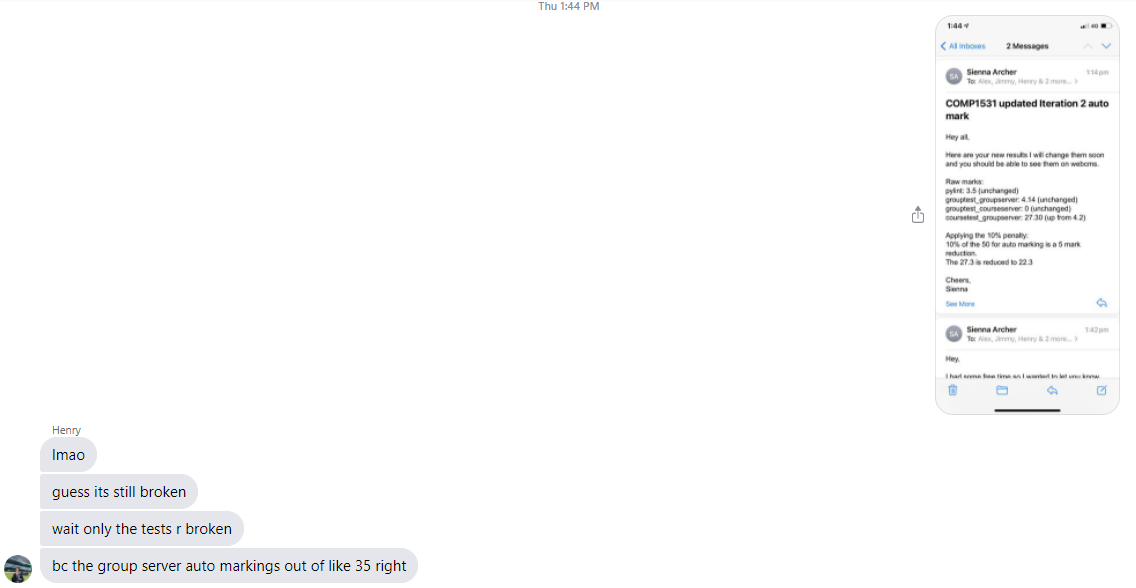 Thu 1:44 PM
1:44
4G
All Inboxes
2 Messages
SA
Sienna Archer
1:14 pm
To: Alex, Jimmy, Henry & 2 more...
COMP1531 updated Iteration 2 auto
mark
Hey all,
Here are your new results I will change them soon
and you should be able to see them on webcms.
Raw marks:
pylint: 3.5 (unchanged)
grouptest_groupserver: 4.14 (unchanged)
grouptest_courseserver: 0 (unchanged)
coursetest_groupserver: 27.30 (up from 4.2)
Applying the 10% penalty:
10% of the 50 for auto marking is a 5 mark
reduction.
The 27.3 is reduced to 22.3
Cheers,
Sienna
See More
SA
Sienna Archer
1:42 pm
To: Alex, Jimmy, Henry & 2 more...
Hey,
I had some free time so I wanted to let you know
Henry
lmao
guess its still broken
wait only the tests r broken
bc the group server auto markings out of like 35 right